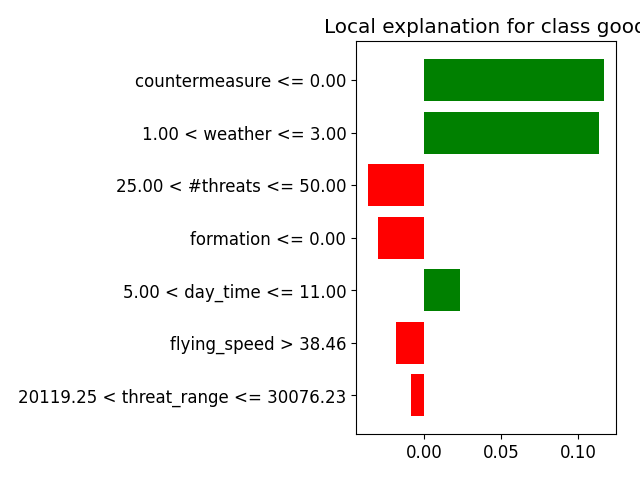 Local explanation for class good
countermeasure <= 0.00
1.00 < weather <= 3.00
25.00 < #threats <= 50.00
formation <= 0.00
5.00 < day_time <= 11.00
flying_speed > 38.46
20119.25 < threat_range <= 30076.23
0.00 0.05 0.10